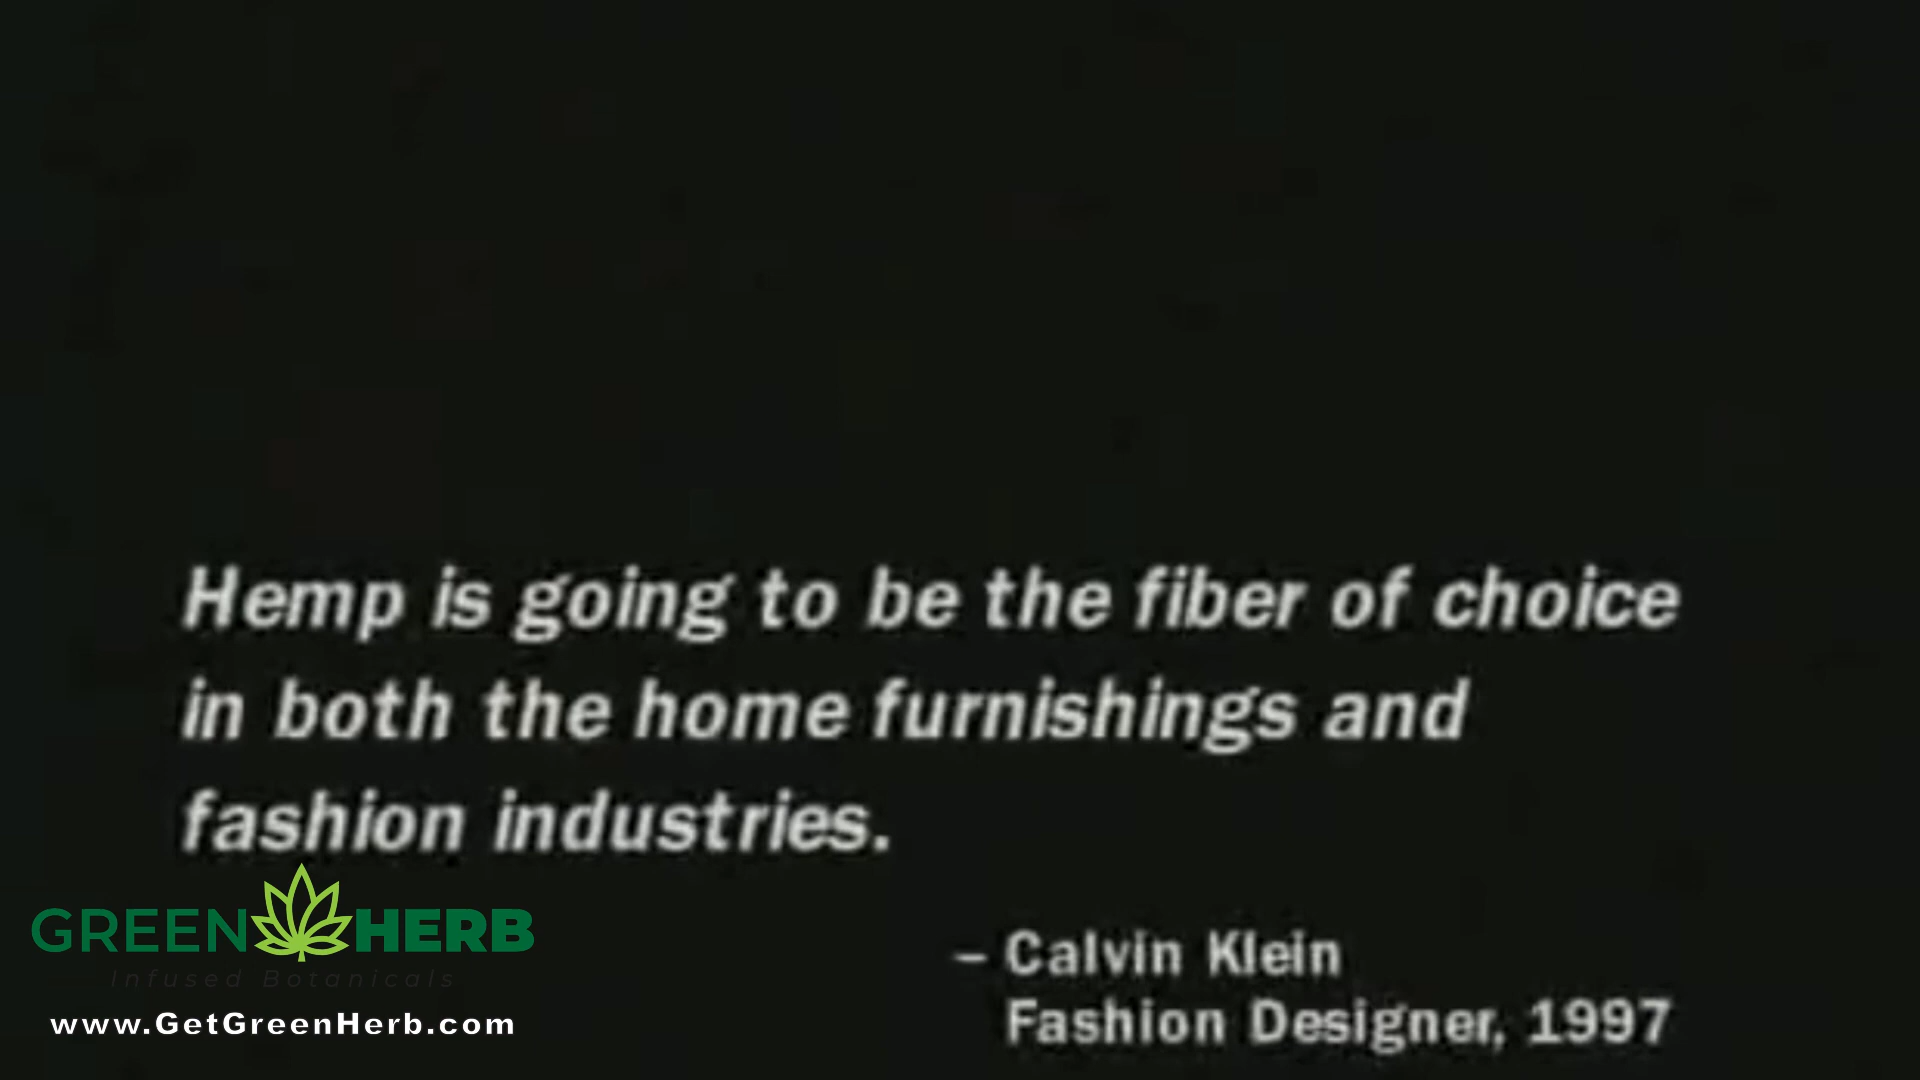 Hemp is going to be the fiber of choice
in both the home furnishings and
fashion industries.
– Calvin Klein
Fashion Designer, 1997
GREEN HERB
Infused Botanicals
www.GetGreenHerb.com